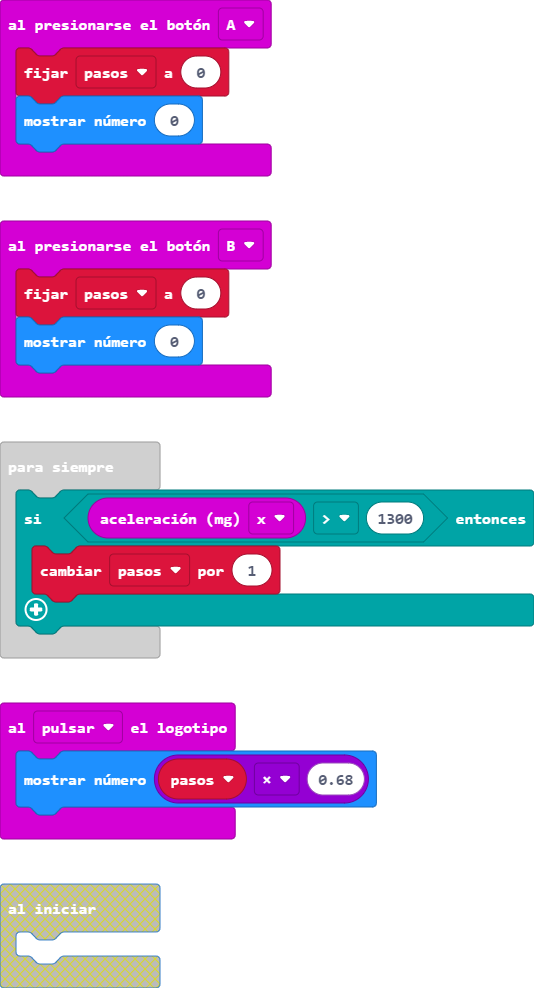 al presionarse el botón A
fijar pasos a 0
mostrar número 0
al presionarse el botón B
fijar pasos a 0
mostrar número 0
para siempre
si aceleración (mg) x > 1300 entonces
cambiar pasos por 1
al pulsar el logotipo
mostrar número pasos × 0.68
al iniciar